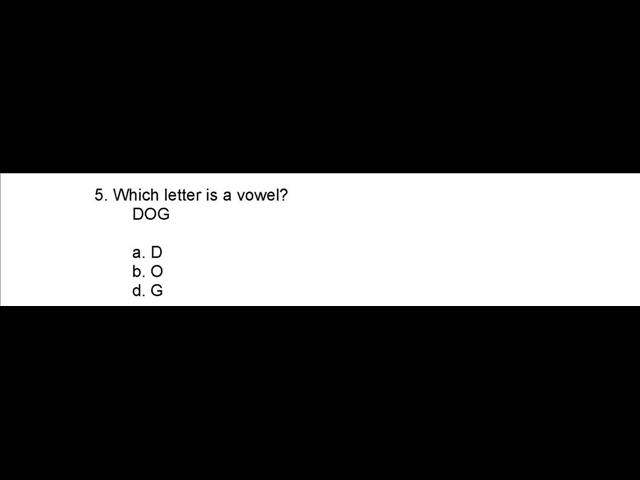 5. Which letter is a vowel?
DOG
a. D
b. O
d. G